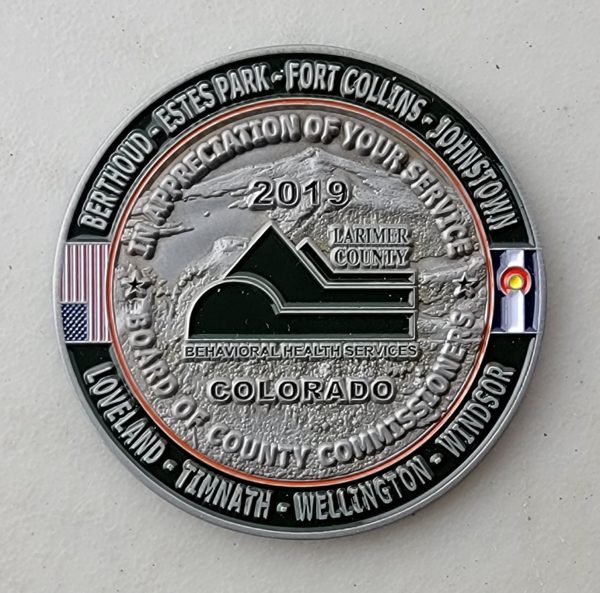 BERTHOUD - ESTES PARK - FORT COLLINS - JOHNSTOWN
IN APPRECIATION OF YOUR SERVICE
2019
LARIMER
COUNTY
BEHAVIORAL HEALTH SERVICES
COLORADO
BOARD OF COUNTY COMMISSIONERS
LOVELAND - TIMNATH - WELLINGTON - WINDSOR